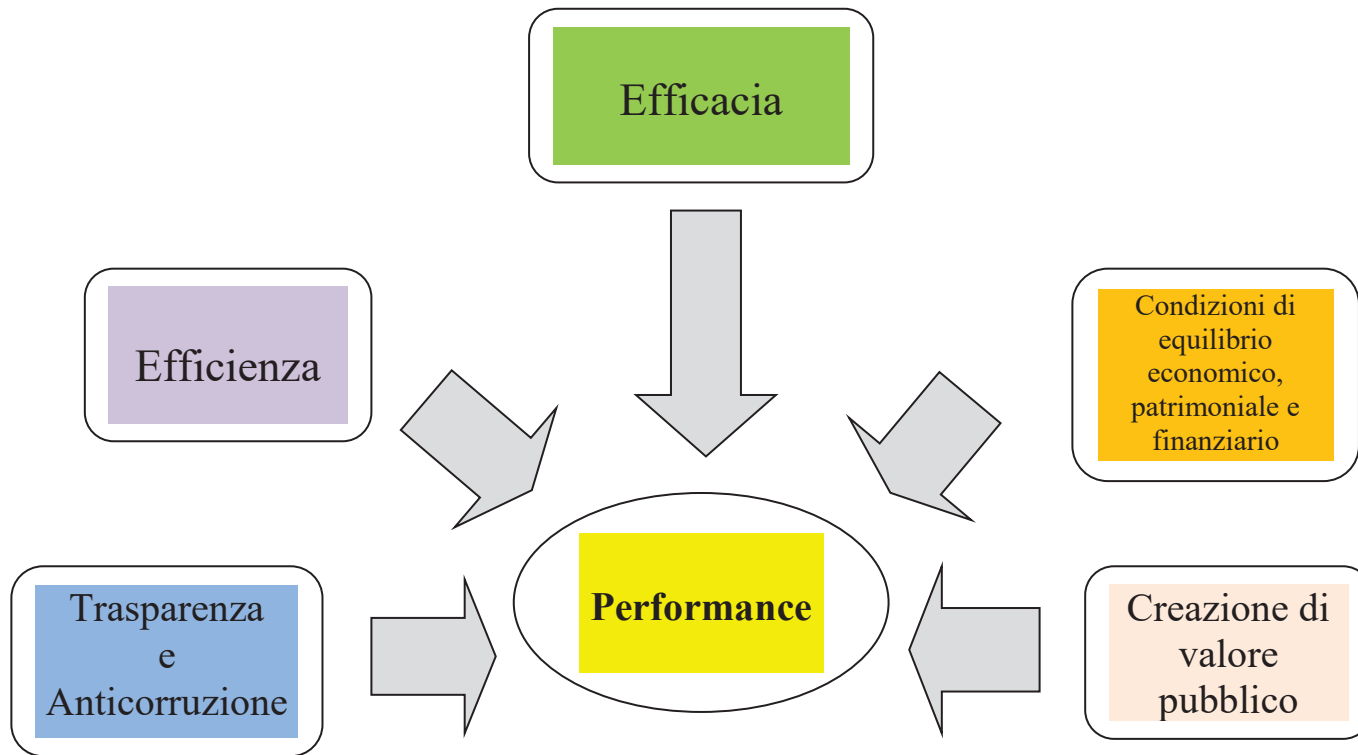 Efficacia
Efficienza
Condizioni di
equilibrio
economico,
patrimoniale e
finanziario
Trasparenza
e
Anticorruzione
Performance
Creazione di
valore
pubblico